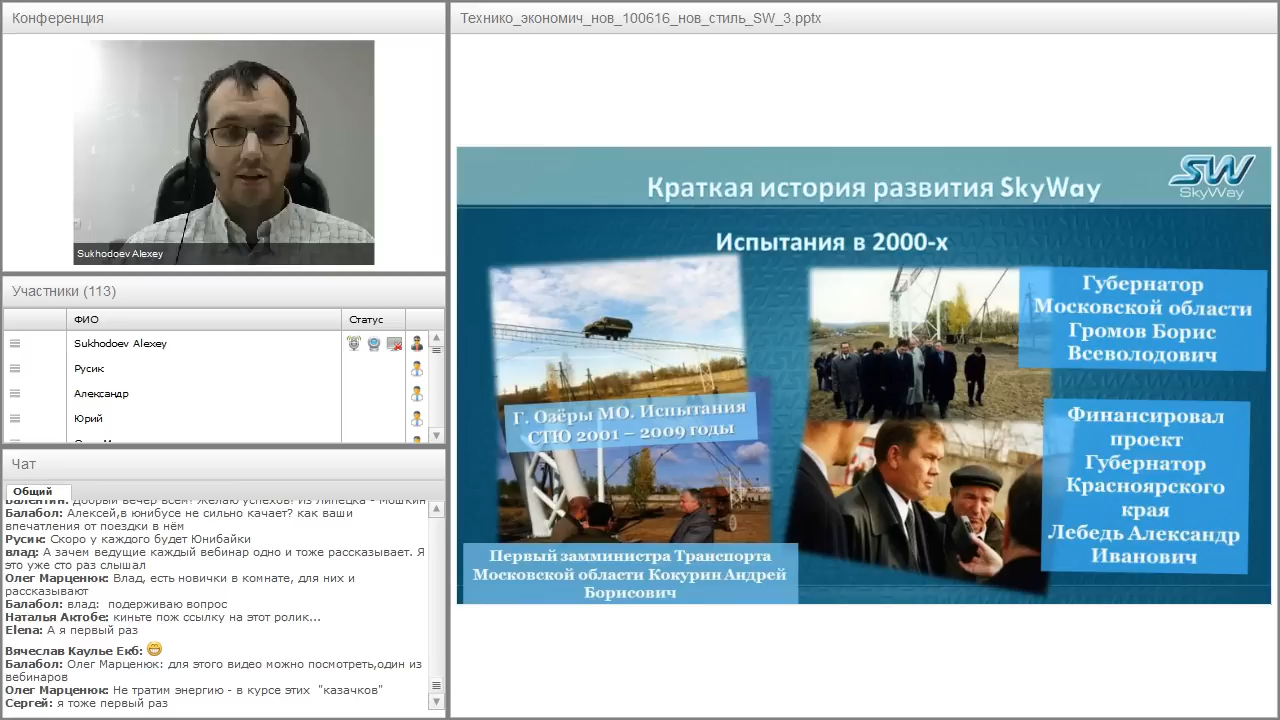 Конференция
Sukhodoev Alexey
Участники (113)
ФИО
Статус
Sukhodoev Alexey
Русик
Александр
Юрий
Чат
Общий
Валентин: Добрый вечер всем! Желаю успехов! Из Липецка - Мошкин
Балабол: Алексей,в юнибусе не сильно качает? как ваши
впечатления от поездки в нём
Русик: Скоро у каждого будет Юнибайки
влад: А зачем ведущие каждый вебинар одно и тоже рассказывает. Я
это уже сто раз слышал
Олег Марценюк: Влад, есть новички в комнате, для них и
рассказывают
Балабол: влад: подерживаю вопрос
Наталья Актобе: киньте пож ссылку на этот ролик...
Elena: А я первый раз
Вячеслав Каулье Екб:
Балабол: Олег Марценюк: для этого видео можно посмотреть,один из
вебинаров
Олег Марценюк: Не тратим энергию - в курсе этих "казачков"
Сергей: я тоже первый раз
Технико_экономич_нов_100616_нов_стиль_SW_3.pptx
Краткая история развития SkyWay
SW
SkyWay
Испытания в 2000-х
Г. Озёры МО. Испытания
СТЮ 2001 – 2009 годы
Первый замминистра Транспорта
Московской области Кокурин Андрей
Борисович
Губернатор
Московской области
Громов Борис
Всеволодович
Финансировал
проект
Губернатор
Красноярского
края
Лебедь Александр
Иванович